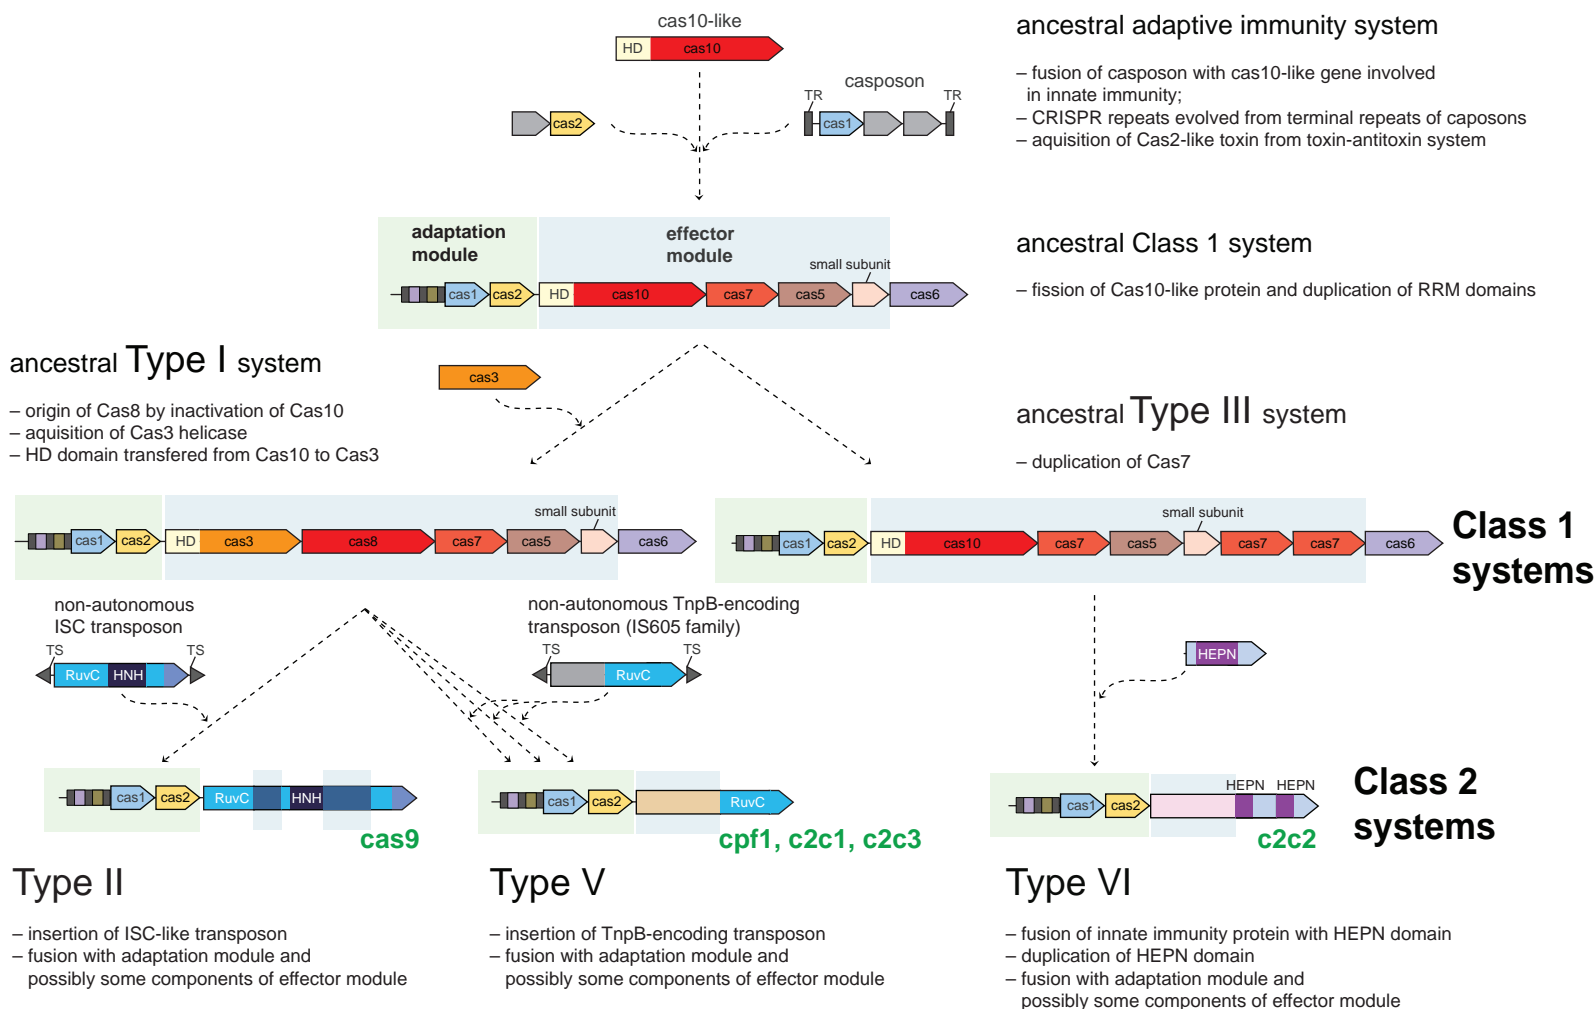 cas10-like
HD cas10
ancestral adaptive immunity system
– fusion of casposon with cas10-like gene involved
in innate immunity;
– CRISPR repeats evolved from terminal repeats of caposons
– aquisition of Cas2-like toxin from toxin-antitoxin system
casposon
TR TR
cas2
cas1
adaptation
module
effector
module
small subunit
cas1 cas2 HD cas10 cas7 cas5 cas6
ancestral Class 1 system
– fission of Cas10-like protein and duplication of RRM domains
ancestral Type I system
– origin of Cas8 by inactivation of Cas10
– aquisition of Cas3 helicase
– HD domain transfered from Cas10 to Cas3
cas3
ancestral Type III system
– duplication of Cas7
small subunit
cas1 cas2 HD cas3 cas8 cas7 cas5 cas6
small subunit
cas1 cas2 HD cas10 cas7 cas5 cas7 cas7 cas6
Class 1
systems
non-autonomous
ISC transposon
TS TS
RuvC HNH
non-autonomous TnpB-encoding
transposon (IS605 family)
TS TS
RuvC
HEPN
cas1 cas2 RuvC HNH
cas9
cas1 cas2 RuvC
cpf1, c2c1, c2c3
HEPN HEPN
cas1 cas2
c2c2
Class 2
systems
Type II
– insertion of ISC-like transposon
– fusion with adaptation module and
possibly some components of effector module
Type V
– insertion of TnpB-encoding transposon
– fusion with adaptation module and
possibly some components of effector module
Type VI
– fusion of innate immunity protein with HEPN domain
– duplication of HEPN domain
– fusion with adaptation module and
possibly some components of effector module